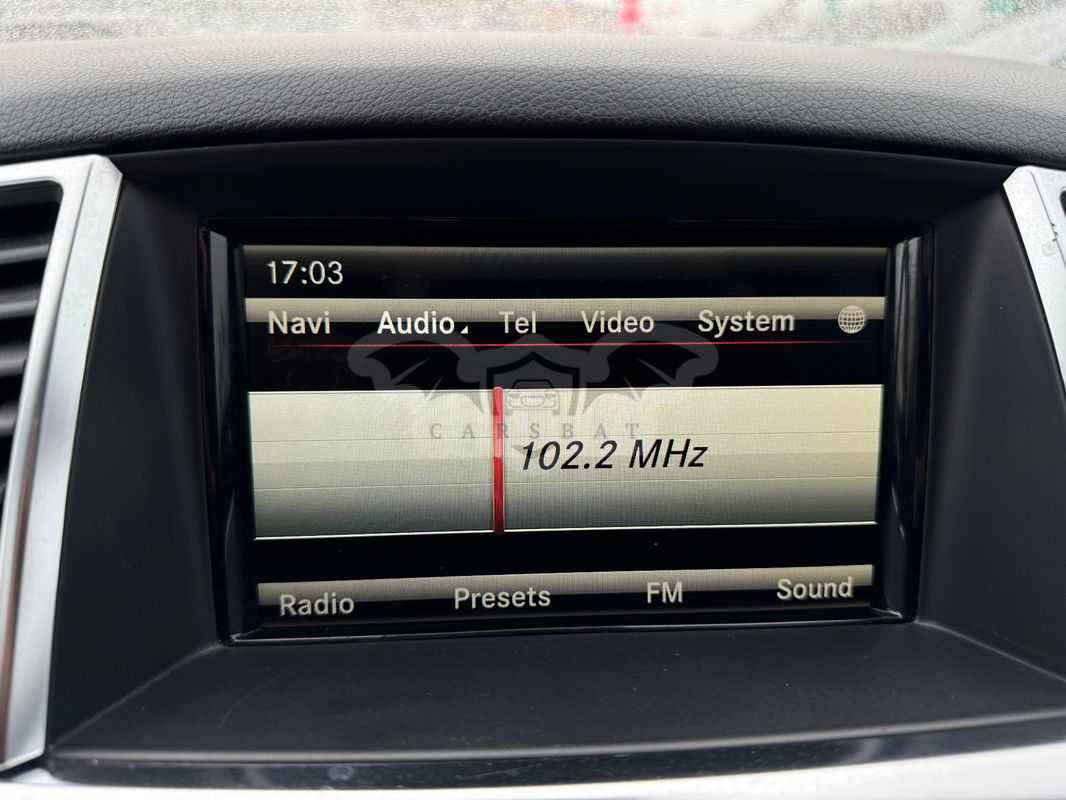 17:03
Navi Audio Tel Video System
CARSBAT
102.2 MHz
Radio Presets FM Sound